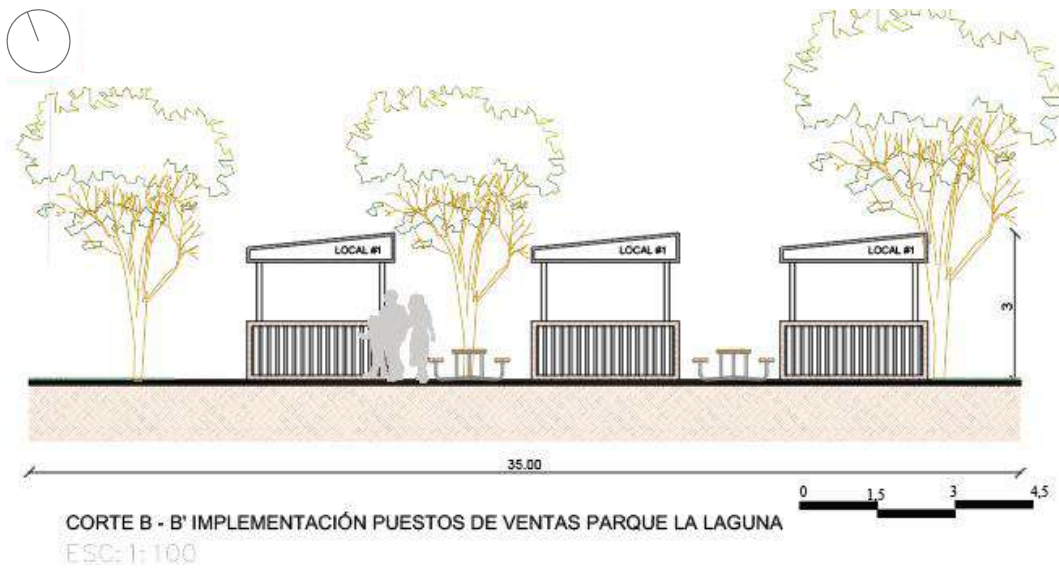 LOCAL #1
LOCAL #1
LOCAL #1
3
35.00
0 1,5 3 4,5
CORTE B - B' IMPLEMENTACIÓN PUESTOS DE VENTAS PARQUE LA LAGUNA
ESC: 1: 100